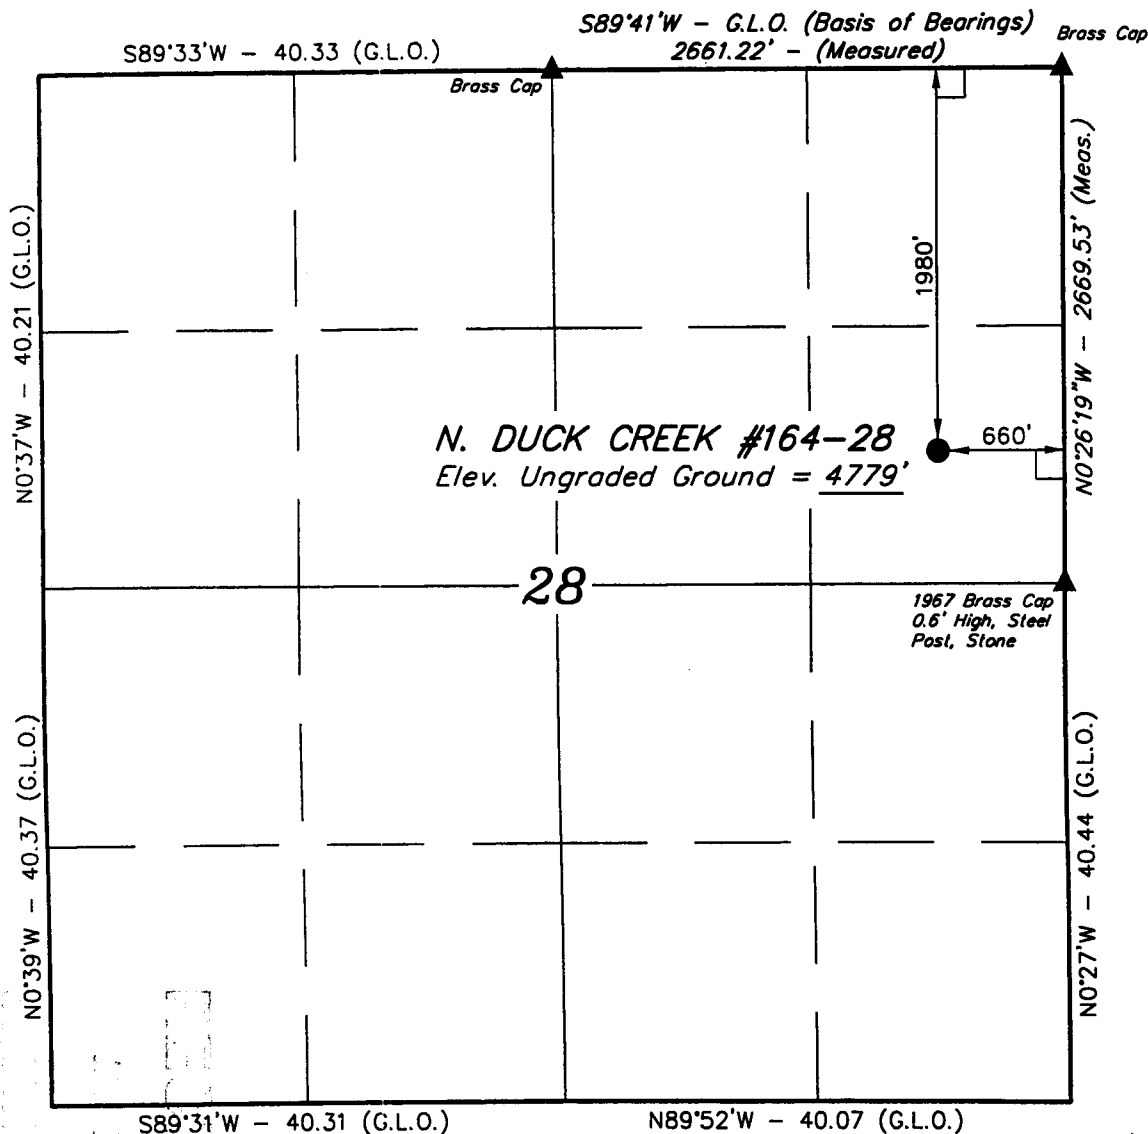 S89°41'W - G.L.O. (Basis of Bearings)
2661.22' - (Measured)
Brass Cap
S89°33'W - 40.33 (G.L.O.)
Brass Cap
N0°37'W - 40.21 (G.L.O.)
1980'
N0°26'19"W - 2669.53' (Meas.)
N. DUCK CREEK #164-28
Elev. Ungraded Ground = 4779'
660'
28
1967 Brass Cap
0.6' High, Steel
Post, Stone
N0°39'W - 40.37 (G.L.O.)
N0°27'W - 40.44 (G.L.O.)
S89°31'W - 40.31 (G.L.O.)
N89°52'W - 40.07 (G.L.O.)